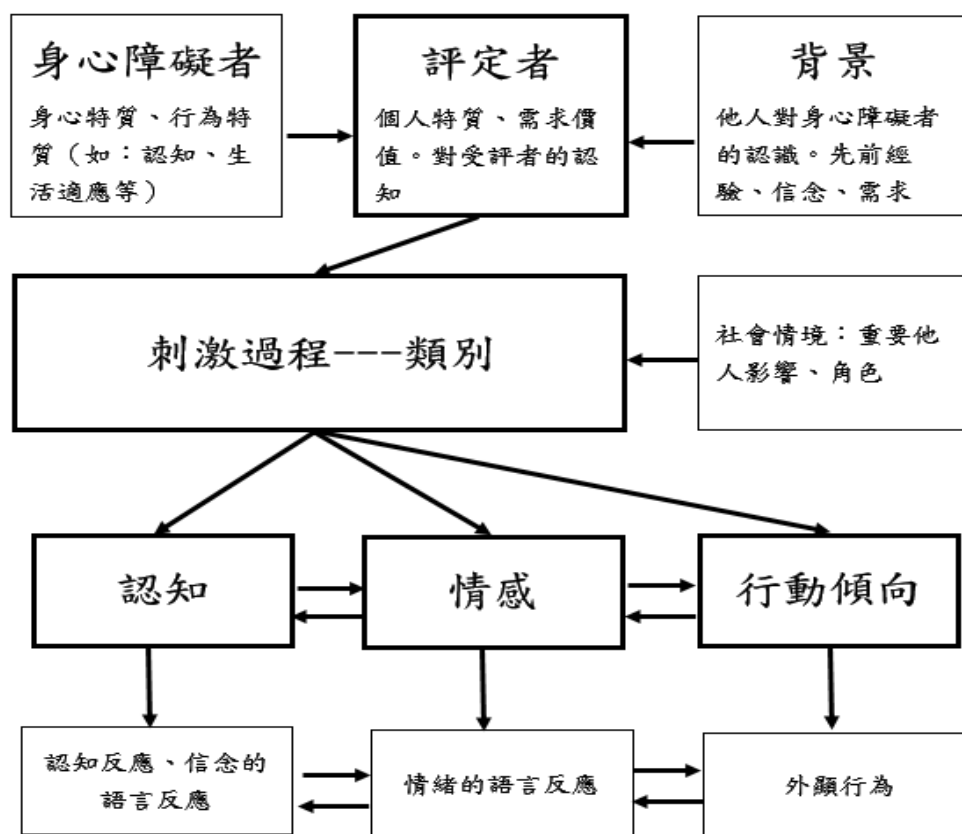 身心障礙者
身心特質、行為特
質（如：認知、生
活適應等）
評定者
個人特質、需求價
值。對受評者的認
知
背景
他人對身心障礙者
的認識。先前經
驗、信念、需求
刺激過程---類別
社會情境：重要他
人影響、角色
認知
情感
行動傾向
認知反應、信念的
語言反應
情緒的語言反應
外顯行為